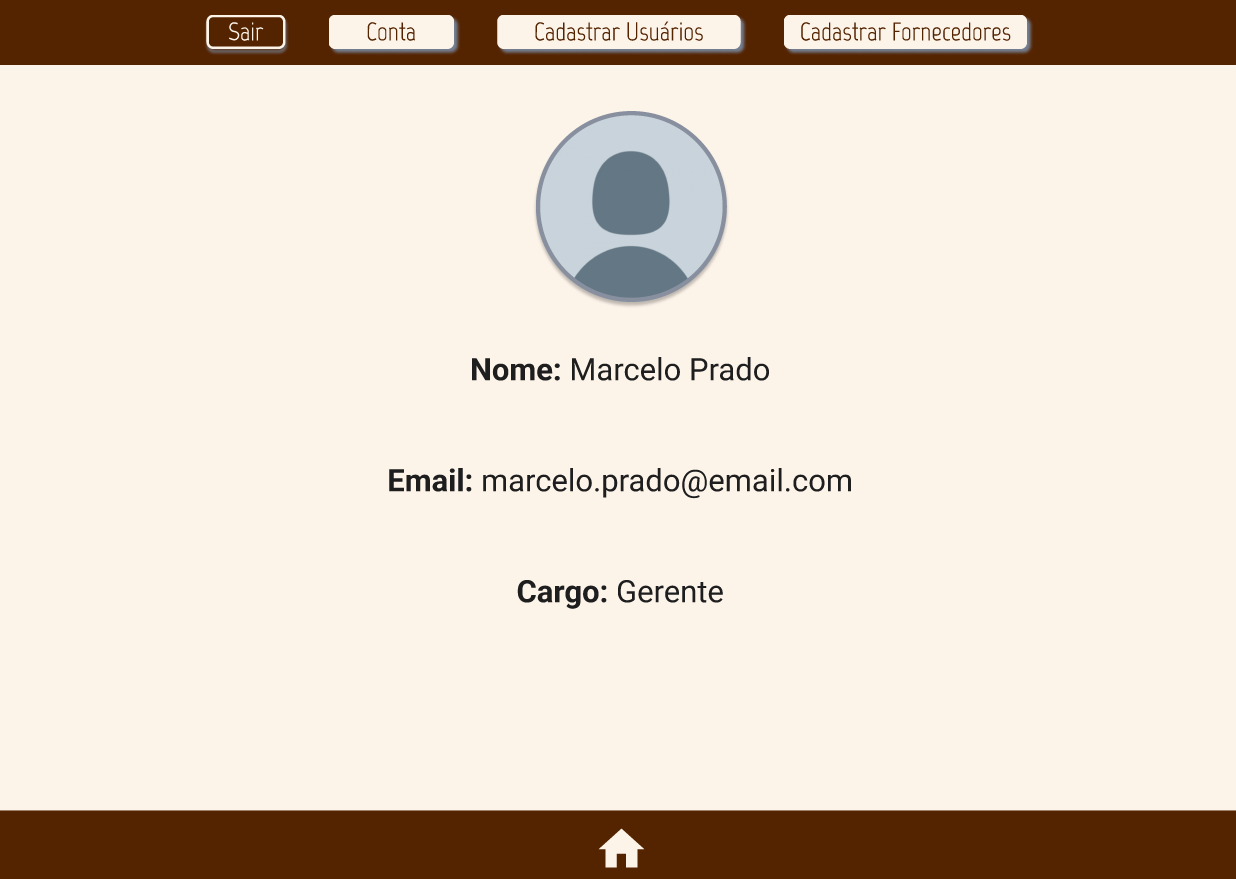 Sair
Conta
Cadastrar Usuários
Cadastrar Fornecedores
Nome: Marcelo Prado
Email: marcelo.prado@email.com
Cargo: Gerente